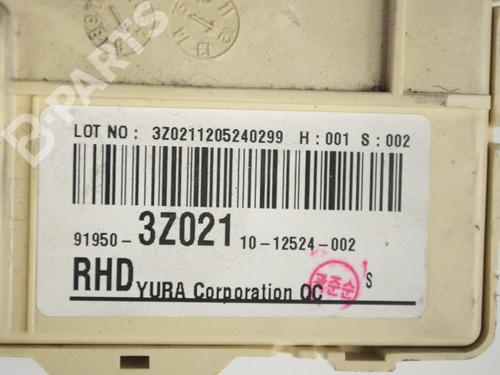 B-PARTS
LOT NO : 3Z0211205240299 H : 001 S : 002
91950- 3Z021 10-12524-002
RHD YURA Corporation QC S